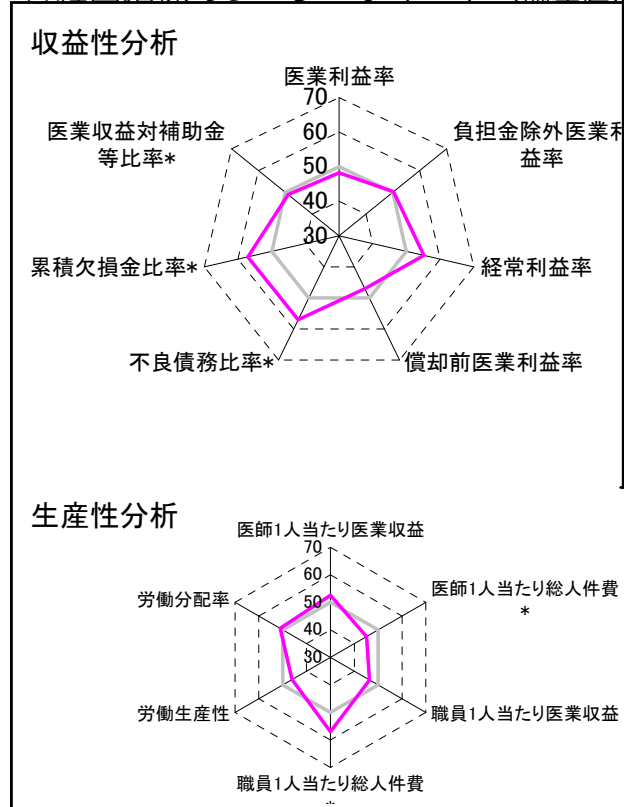 収益性分析
医業利益率
70
60
50
40
30
負担金除外医業利
益率
経常利益率
償却前医業利益率
不良債務比率*
累積欠損金比率*
医業収益対補助金
等比率*
生産性分析
医師1人当たり医業収益
70
60
50
40
30
医師1人当たり総人件費
*
職員1人当たり医業収益
職員1人当たり総人件費
*
労働生産性
労働分配率